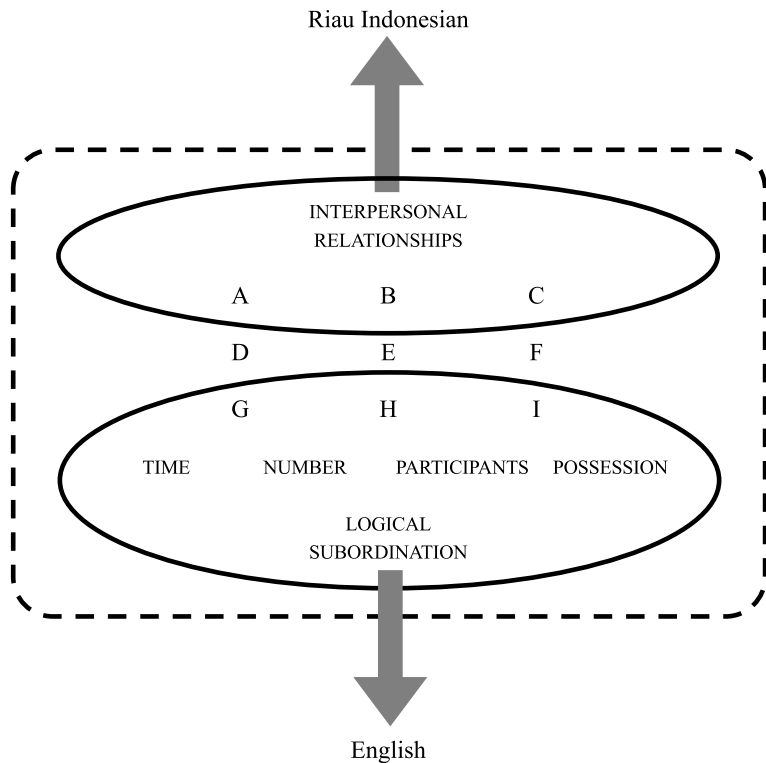 Riau Indonesian
INTERPERSONAL
RELATIONSHIPS
A B C
D E F
G H I
TIME NUMBER PARTICIPANTS POSSESSION
LOGICAL
SUBORDINATION
English